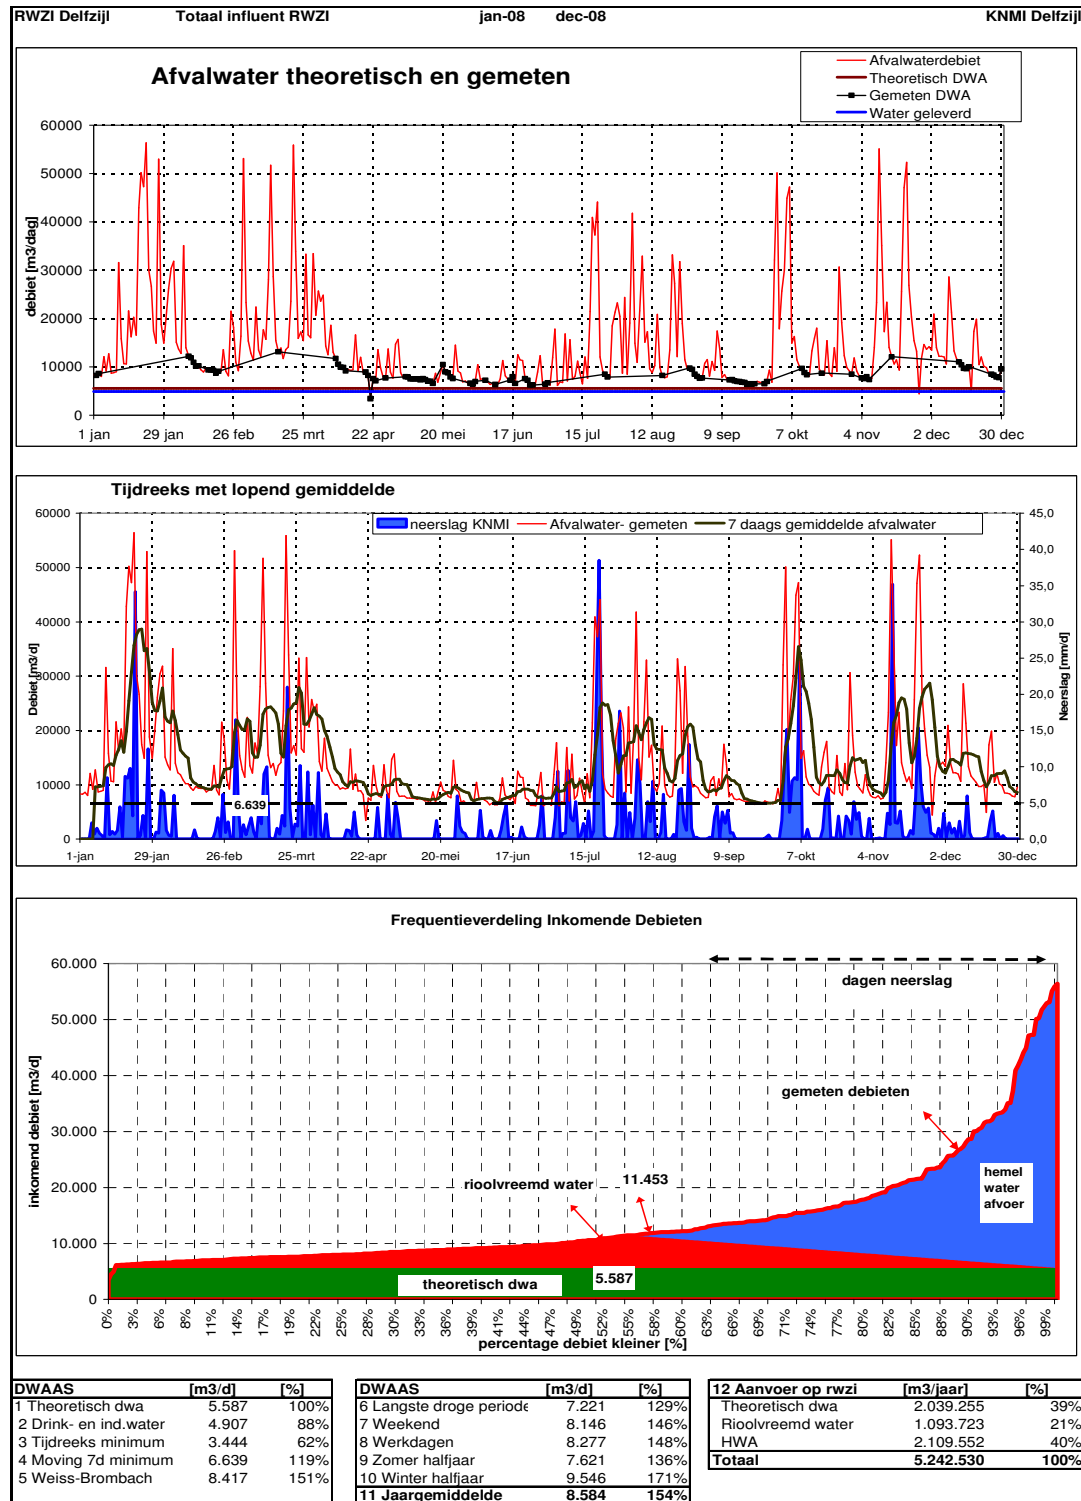 RWZI Delfzijl Totaal influent RWZI jan-08 dec-08 KNMI Delfzijl
Afvalwater theoretisch en gemeten
Afvalwaterdebiet
Theoretisch DWA
Gemeten DWA
Water geleverd
debiet [m3/dag]
60000
50000
40000
30000
20000
10000
0
1 jan 29 jan 26 feb 25 mrt 22 apr 20 mei 17 jun 15 jul 12 aug 9 sep 7 okt 4 nov 2 dec 30 dec
Tijdreeks met lopend gemiddelde
neerslag KNMI Afvalwater- gemeten 7 daags gemiddelde afvalwater
Debiet [m3/d]
60000
50000
40000
30000
20000
10000
0
6.639
45,0
40,0
35,0
30,0
25,0
20,0
15,0
10,0
5,0
0,0
Neerslag [mm/d]
1-jan 29-jan 26-feb 25-mrt 22-apr 20-mei 17-jun 15-jul 12-aug 9-sep 7-okt 4-nov 2-dec 30-dec
Frequentieverdeling Inkomende Debieten
inkomend debiet [m3/d]
60.000
50.000
40.000
30.000
20.000
10.000
0
dagen neerslag
gemeten debieten
rioolvreemd water
11.453
hemel
water
afvoer
theoretisch dwa
5.587
0% 3% 6% 8% 11% 14% 17% 19% 22% 25% 28% 30% 33% 36% 39% 41% 44% 47% 49% 52% 55% 58% 60% 63% 66% 69% 71% 74% 77% 80% 82% 85% 88% 90% 93% 96% 99%
percentage debiet kleiner [%]
DWAAS [m3/d] [%]
1 Theoretisch dwa 5.587 100%
2 Drink- en ind.water 4.907 88%
3 Tijdreeks minimum 3.444 62%
4 Moving 7d minimum 6.639 119%
5 Weiss-Brombach 8.417 151%
DWAAS [m3/d] [%]
6 Langste droge periode 7.221 129%
7 Weekend 8.146 146%
8 Werkdagen 8.277 148%
9 Zomer halfjaar 7.621 136%
10 Winter halfjaar 9.546 171%
11 Jaargemiddelde 8.584 154%
12 Aanvoer op rwzi [m3/jaar] [%]
Theoretisch dwa 2.039.255 39%
Rioolvreemd water 1.093.723 21%
HWA 2.109.552 40%
Totaal 5.242.530 100%